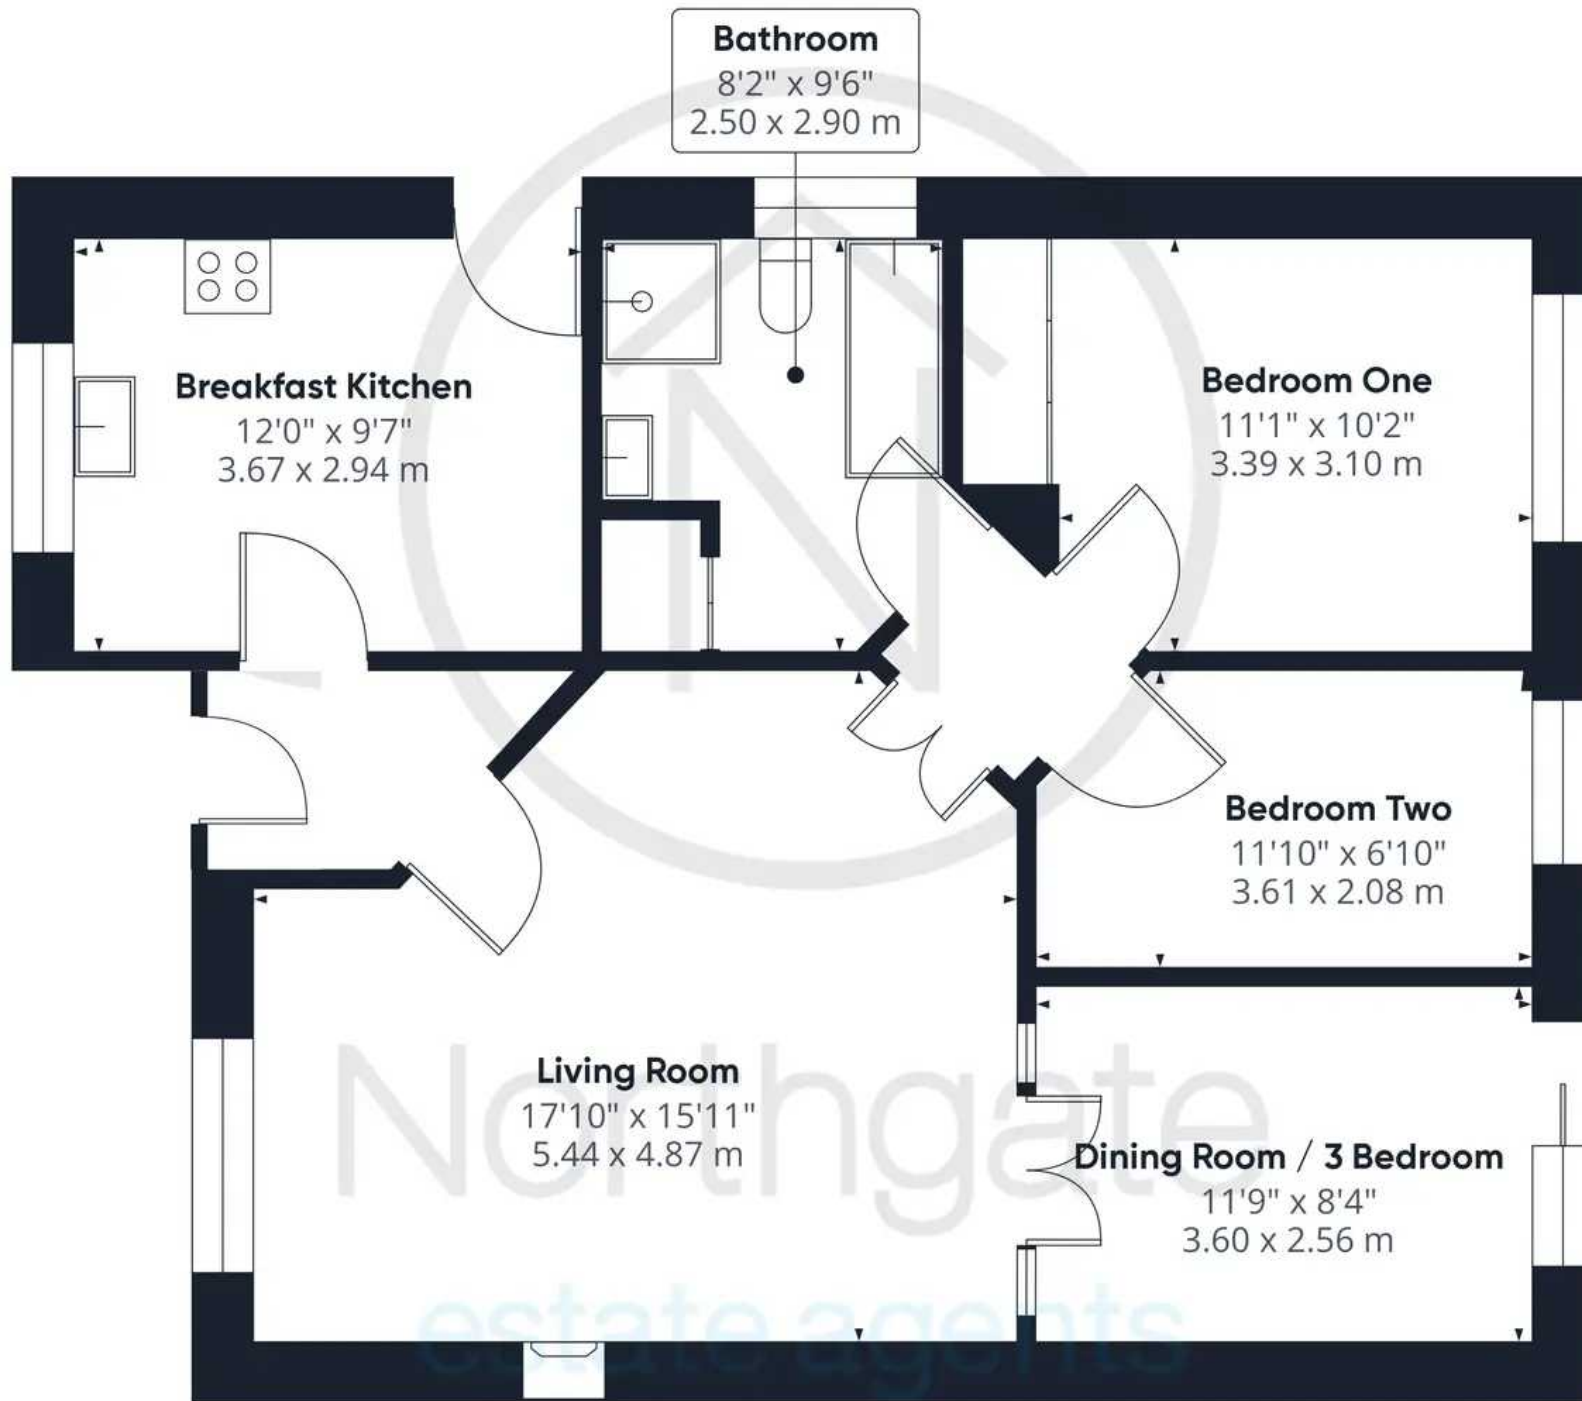 Bathroom
8'2" x 9'6"
2.50 x 2.90 m
Breakfast Kitchen
12'0" x 9'7"
3.67 x 2.94 m
Bedroom One
11'1" x 10'2"
3.39 x 3.10 m
Bedroom Two
11'10" x 6'10"
3.61 x 2.08 m
Living Room
17'10" x 15'11"
5.44 x 4.87 m
Dining Room / 3 Bedroom
11'9" x 8'4"
3.60 x 2.56 m
N
Northgate
estate agents